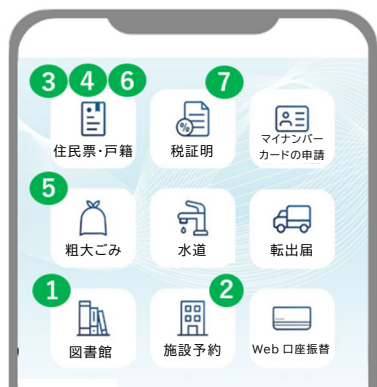 3 4 6 7
住民票・戸籍 税証明 マイナンバー
カードの申請
5
粗大ごみ 水道 転出届
1 2
図書館 施設予約 Web 口座振替